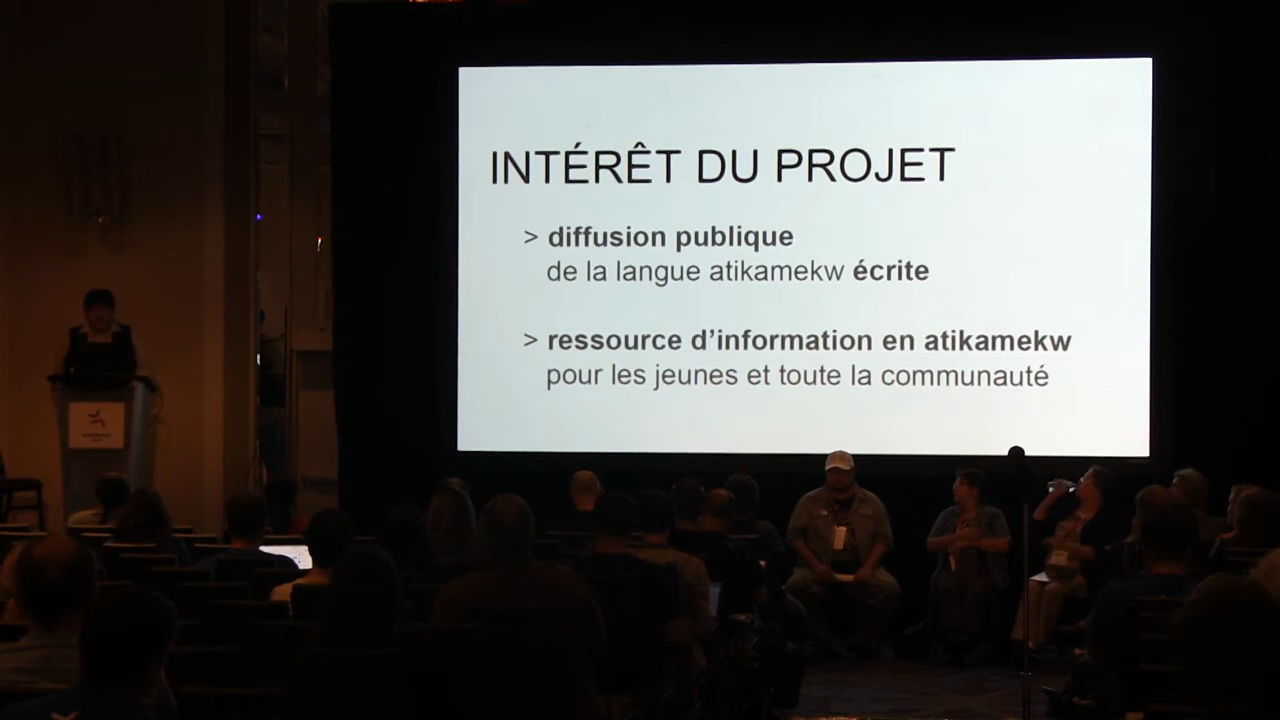 INTÉRÊT DU PROJET
> diffusion publique
de la langue atikamekw écrite
> ressource d’information en atikamekw
pour les jeunes et toute la communauté